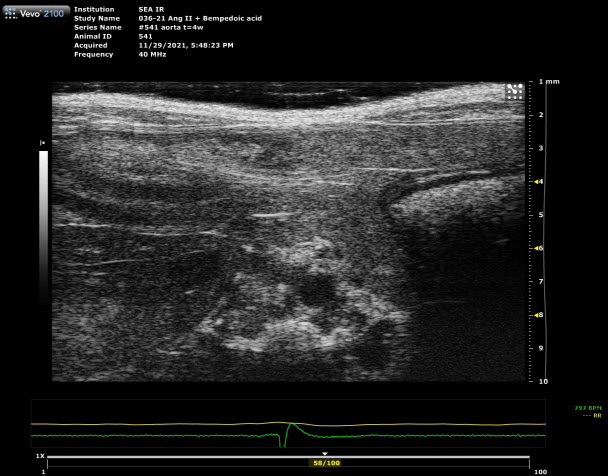 Vevo 2100
Institution SEA IR
Study Name 036-21 Ang II + Bempedoic acid
Series Name #541 aorta t=4w
Animal ID 541
Acquired 11/29/2021, 5:48:23 PM
Frequency 40 MHz
1 mm
2
3
4
5
6
7
8
9
10
292 BPM
--- RR
1X
58/100
1
100